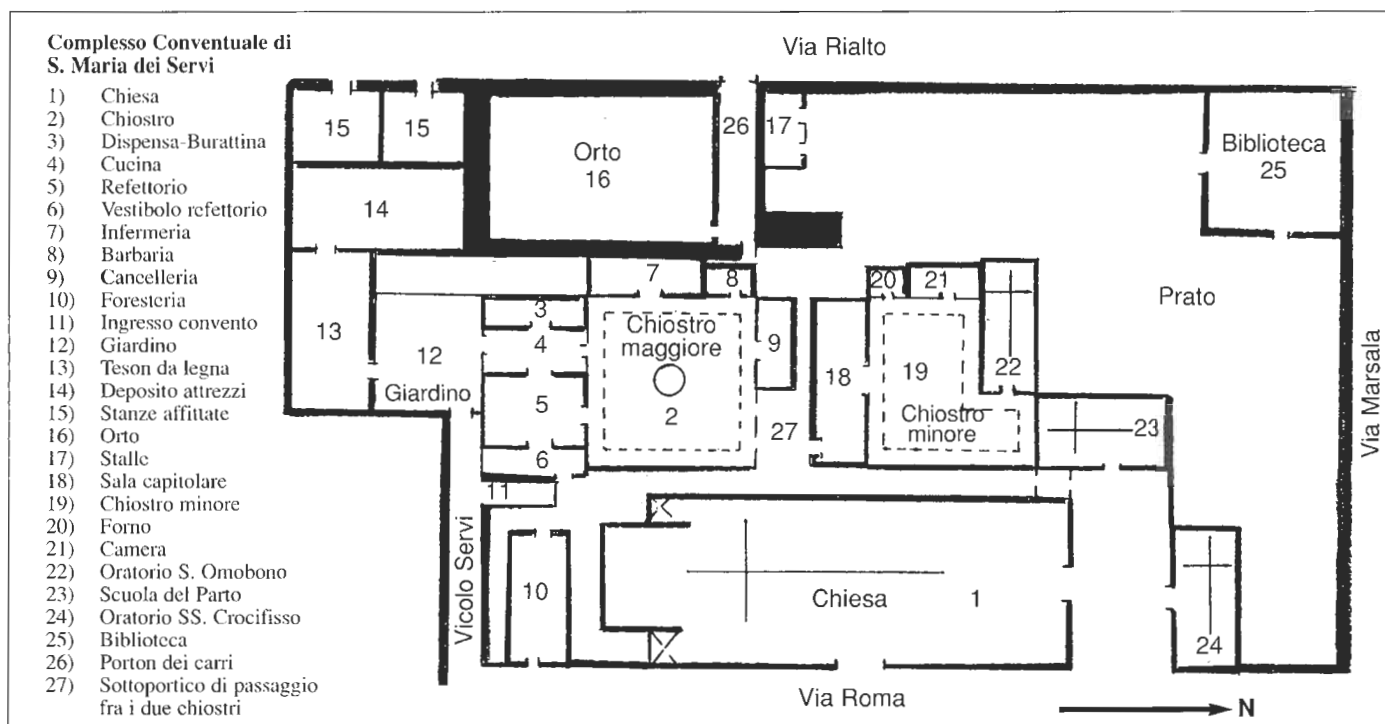 Complesso Conventuale di
S. Maria dei Servi
1) Chiesa
2) Chiostro
3) Dispensa-Burattina
4) Cucina
5) Refettorio
6) Vestibolo refettorio
7) Infermeria
8) Barbaria
9) Cancelleria
10) Foresteria
11) Ingresso convento
12) Giardino
13) Teson da legna
14) Deposito attrezzi
15) Stanze affittate
16) Orto
17) Stalle
18) Sala capitolare
19) Chiostro minore
20) Forno
21) Camera
22) Oratorio S. Omobono
23) Scuola del Parto
24) Oratorio SS. Crocifisso
25) Biblioteca
26) Porton dei carri
27) Sottoportico di passaggio
fra i due chiostri
Via Rialto
15
15
Orto
16
26
17
Biblioteca
25
14
7
8
20
21
Prato
13
12
Giardino
3
4
5
6
Chiostro
maggiore
2
9
27
18
19
Chiostro
minore
22
23
Via Marsala
11
Vicolo Servi
10
Chiesa 1
24
Via Roma
N